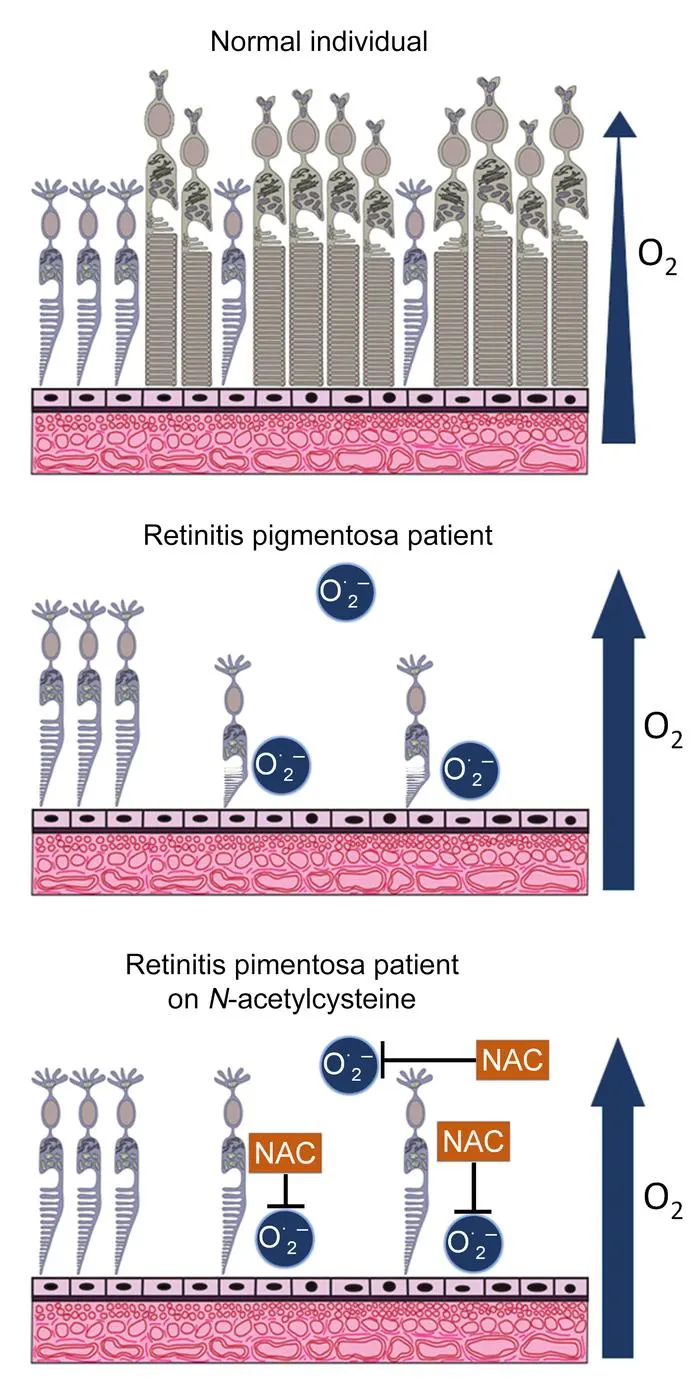 Normal individual
O₂
Retinitis pigmentosa patient
O₂˙⁻
O₂
O₂˙⁻
O₂˙⁻
Retinitis pimentosa patient
on N-acetylcysteine
O₂˙⁻
NAC
NAC
NAC
O₂
O₂˙⁻
O₂˙⁻